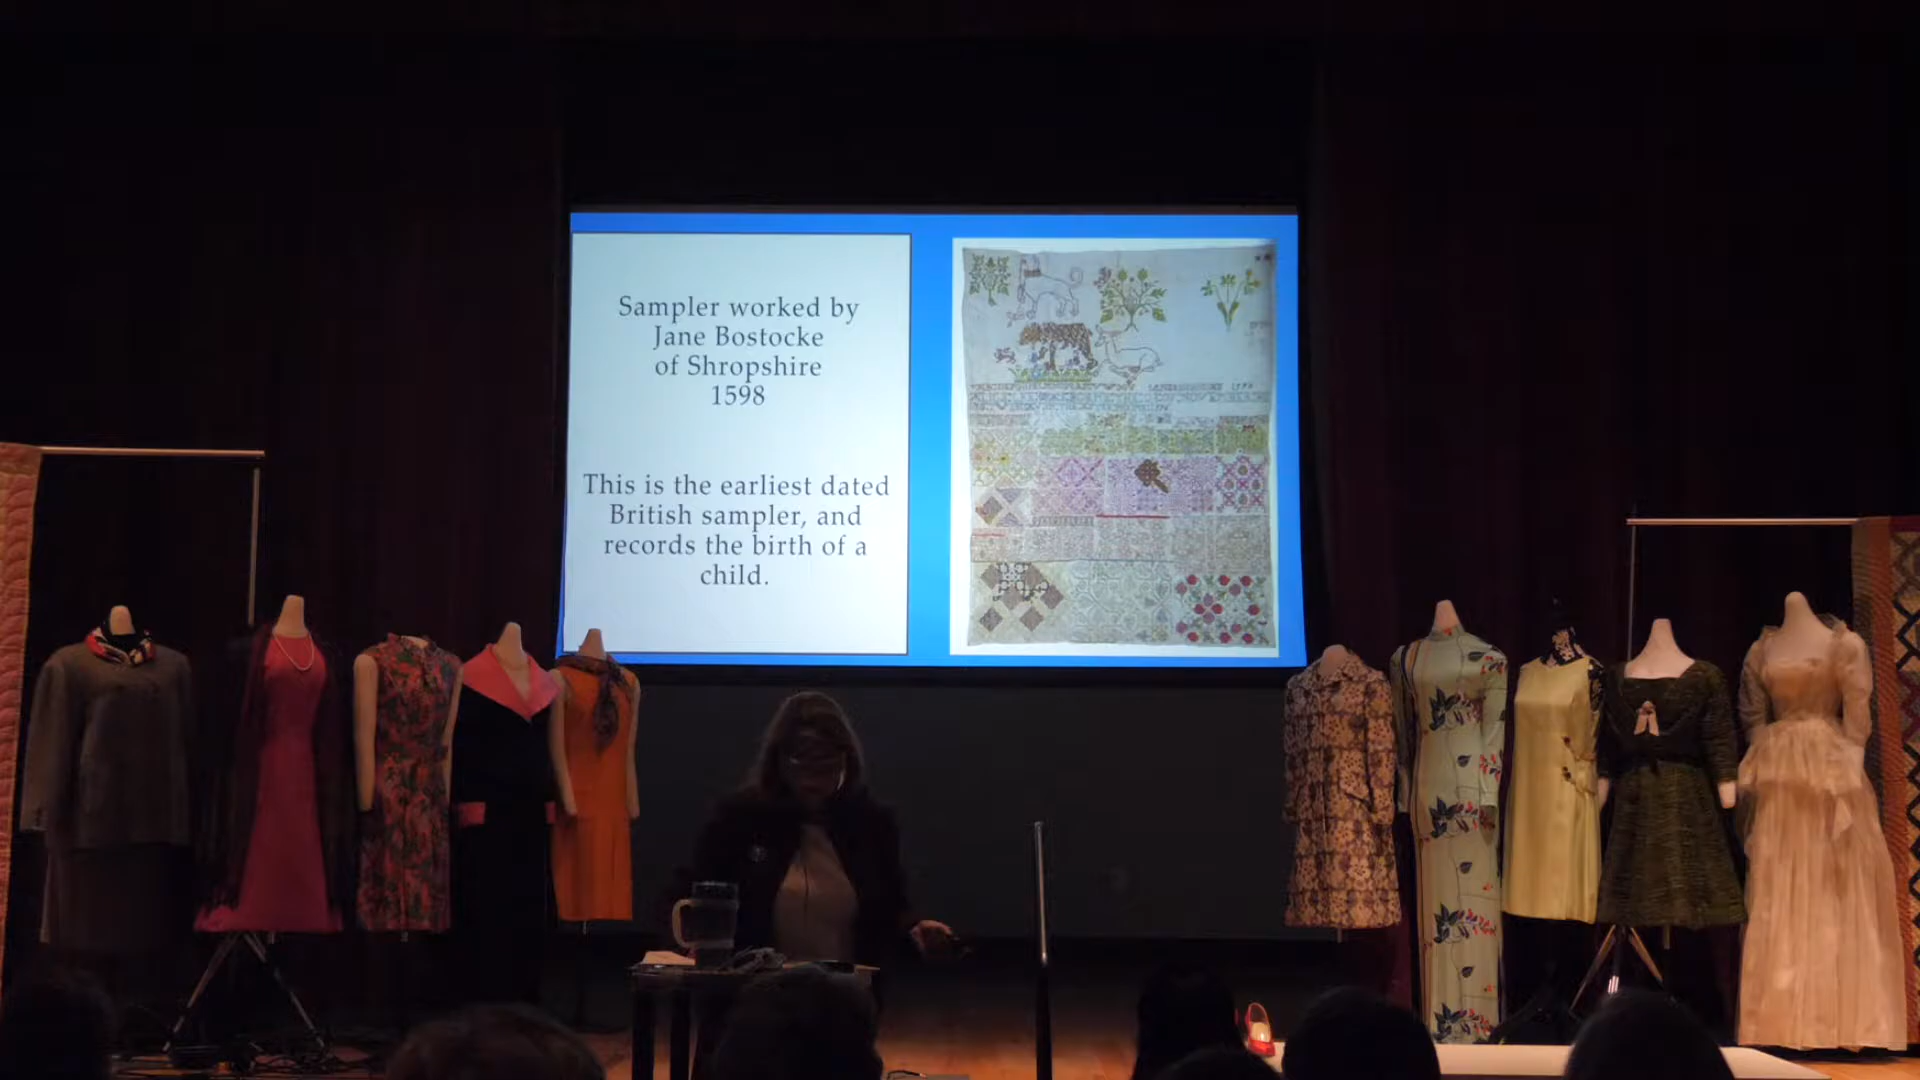 Sampler worked by
Jane Bostocke
of Shropshire
1598
This is the earliest dated
British sampler, and
records the birth of a
child.